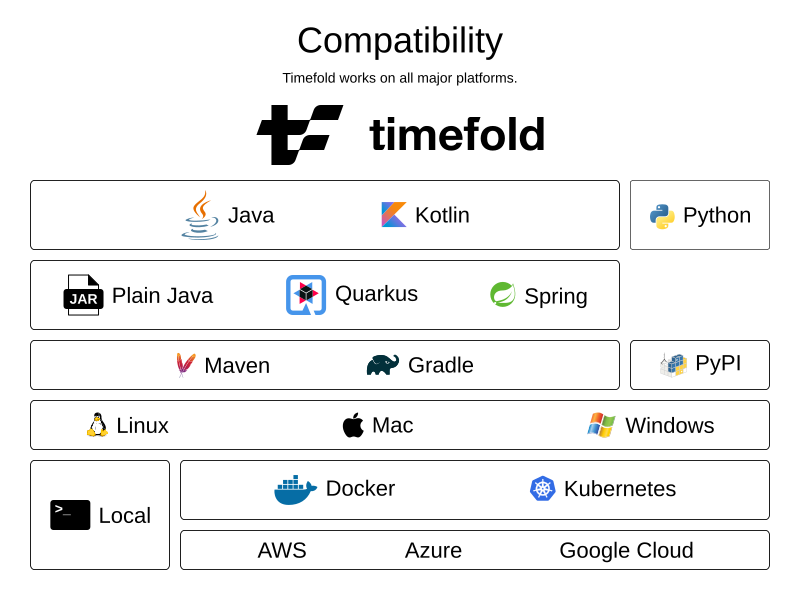 Compatibility
Timefold works on all major platforms.
timefold
Java Kotlin Python
JAR Plain Java Quarkus Spring
Maven Gradle PyPI
Linux Mac Windows
>_ Local
Docker Kubernetes
AWS Azure Google Cloud